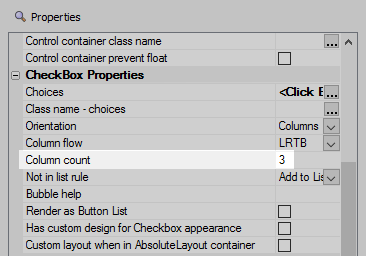 Properties
Control container class name ...
Control container prevent float
CheckBox Properties
Choices <Click E ...
Class name - choices ...
Orientation Columns
Column flow LRTB
Column count 3
Not in list rule Add to Lis
Bubble help
Render as Button List
Has custom design for Checkbox appearance
Custom layout when in AbsoluteLayout container